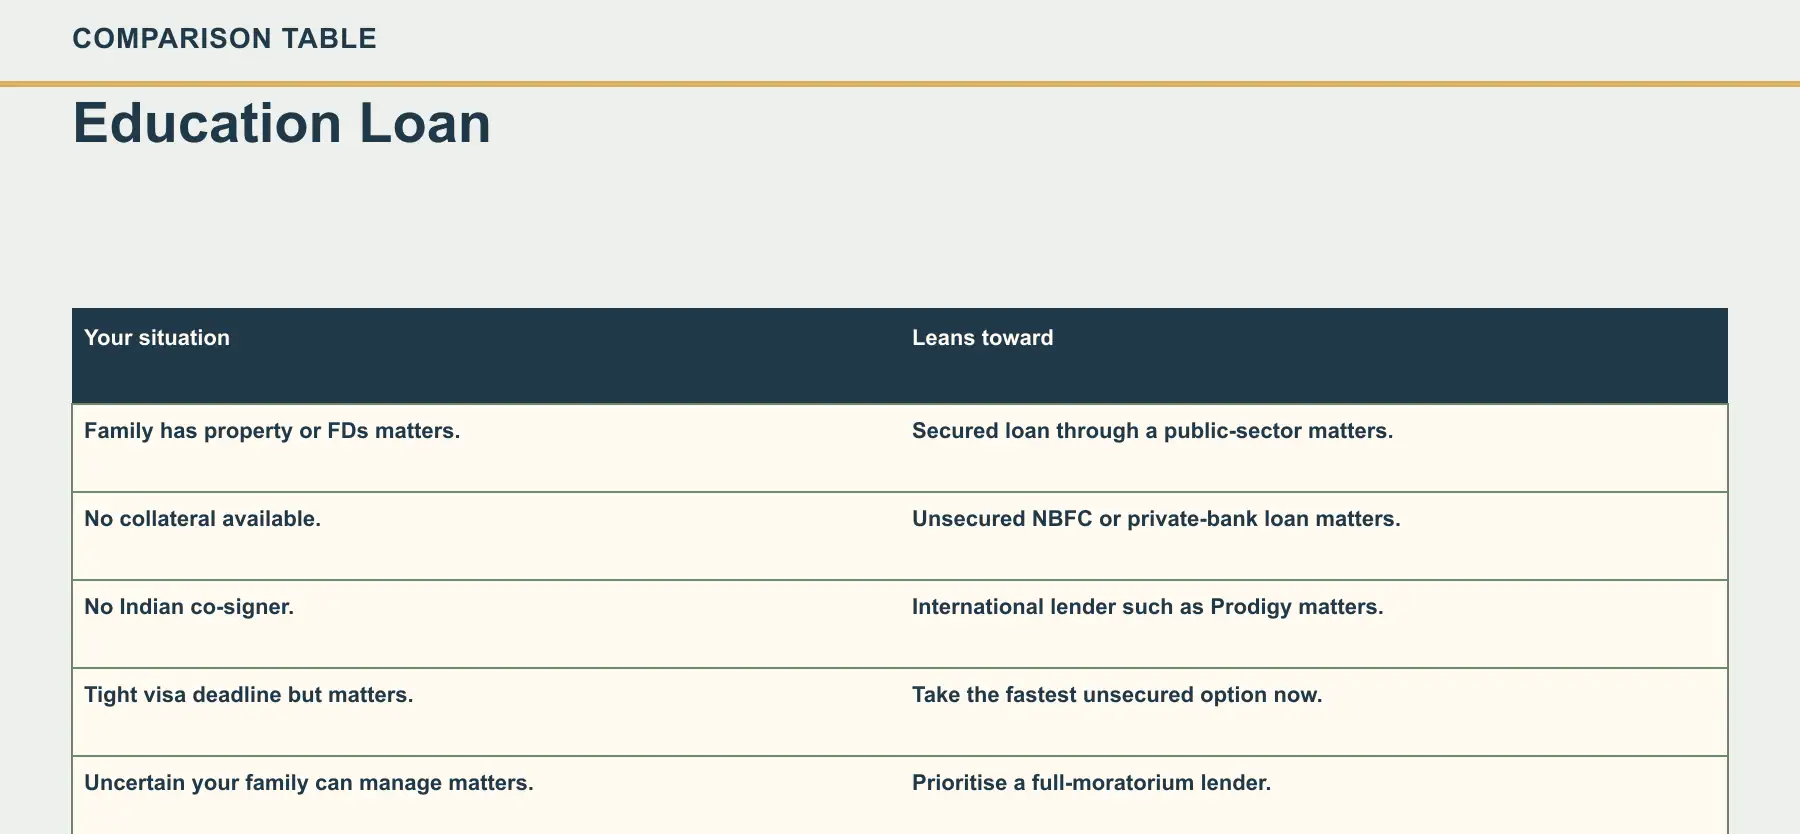 COMPARISON TABLE
Education Loan
Your situation Leans toward
Family has property or FDs matters. Secured loan through a public-sector matters.
No collateral available. Unsecured NBFC or private-bank loan matters.
No Indian co-signer. International lender such as Prodigy matters.
Tight visa deadline but matters. Take the fastest unsecured option now.
Uncertain your family can manage matters. Prioritise a full-moratorium lender.